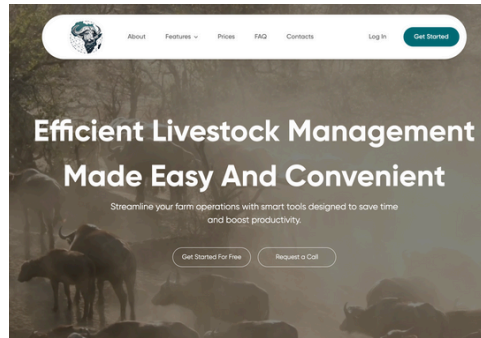 About
Features
Prices
FAQ
Contacts
Log In
Get Started
Efficient Livestock Management
Made Easy And Convenient
Streamline your farm operations with smart tools designed to save time
and boost productivity.
Get Started For Free
Request a Call